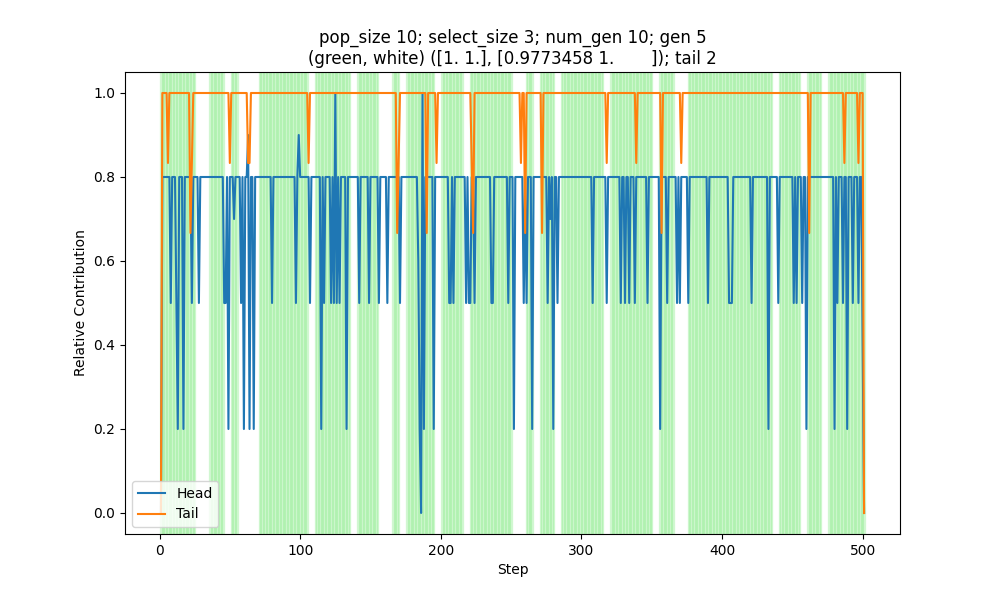 pop_size 10; select_size 3; num_gen 10; gen 5
(green, white) ([1. 1.], [0.9773458 1.        ]); tail 2
1.0
0.8
0.6
0.4
0.2
0.0
Relative Contribution
Head
Tail
0 100 200 300 400 500
Step